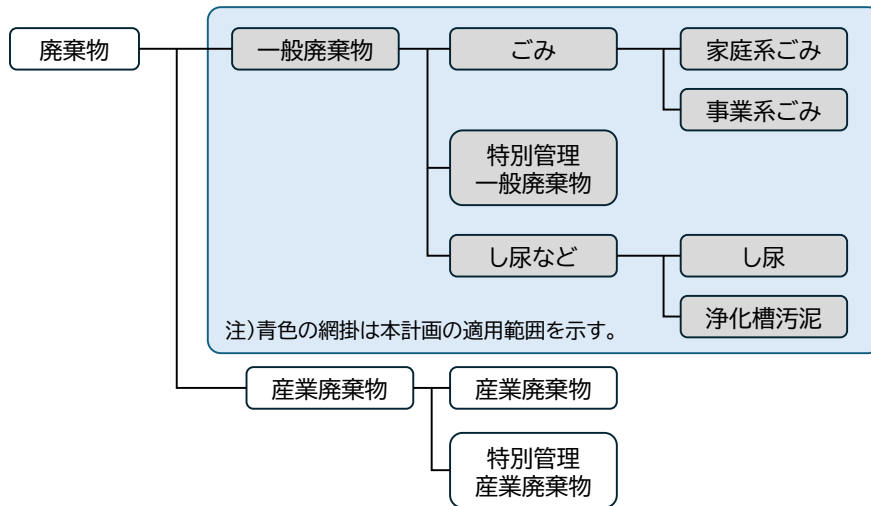 廃棄物
一般廃棄物
ごみ
家庭系ごみ
事業系ごみ
特別管理
一般廃棄物
し尿など
し尿
浄化槽汚泥
注)青色の網掛は本計画の適用範囲を示す。
産業廃棄物
産業廃棄物
特別管理
産業廃棄物